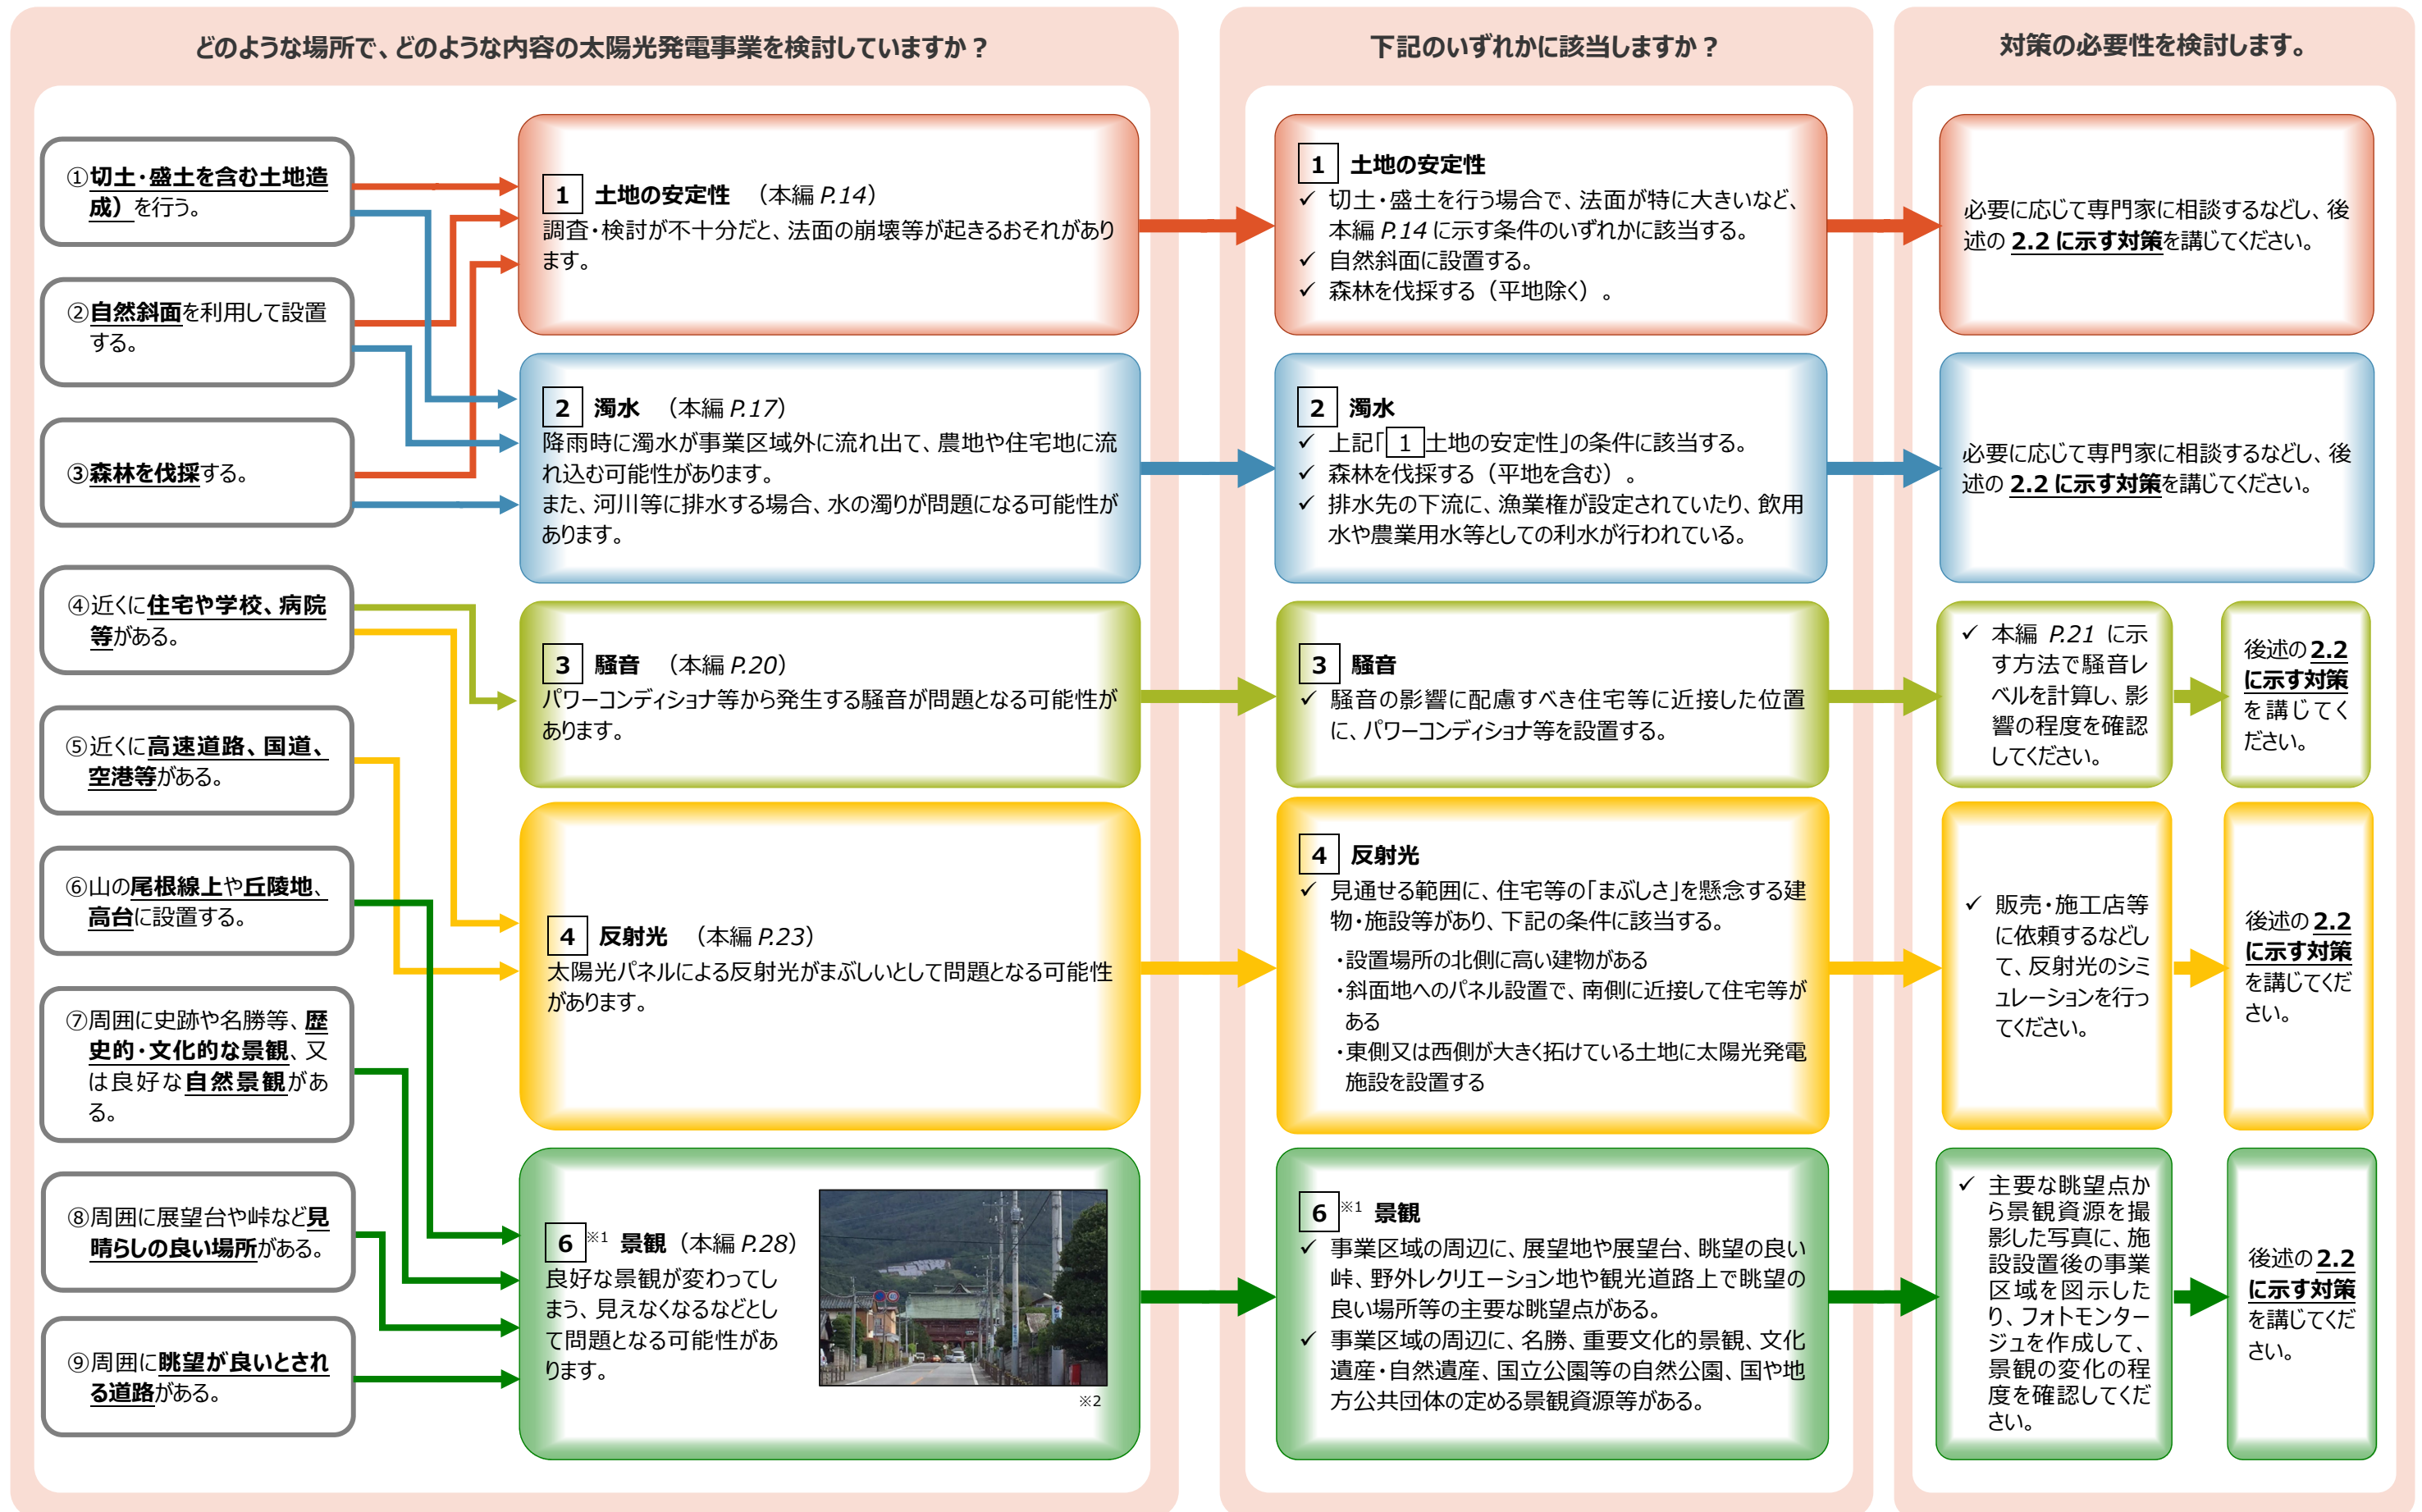 どのような場所で、どのような内容の太陽光発電事業を検討していますか？
①切土・盛土を含む土地造
成）を行う。
②自然斜面を利用して設置
する。
③森林を伐採する。
④近くに住宅や学校、病院
等がある。
⑤近くに高速道路、国道、
空港等がある。
⑥山の尾根線上や丘陵地、
高台に設置する。
⑦周囲に史跡や名勝等、歴
史的・文化的な景観、又
は良好な自然景観があ
る。
⑧周囲に展望台や峠など見
晴らしの良い場所がある。
⑨周囲に眺望が良いとされ
る道路がある。
1 土地の安定性 （本編 P.14）
調査・検討が不十分だと、法面の崩壊等が起きるおそれがあり
ます。
2 濁水 （本編 P.17）
降雨時に濁水が事業区域外に流れ出て、農地や住宅地に流
れ込む可能性があります。
また、河川等に排水する場合、水の濁りが問題になる可能性が
あります。
3 騒音 （本編 P.20）
パワーコンディショナ等から発生する騒音が問題となる可能性が
あります。
4 反射光 （本編 P.23）
太陽光パネルによる反射光がまぶしいとして問題となる可能性
があります。
6 ※1 景観（本編 P.28）
良好な景観が変わってし
まう、見えなくなるなどとし
て問題となる可能性があ
ります。
※2
下記のいずれかに該当しますか？
1 土地の安定性
✓ 切土・盛土を行う場合で、法面が特に大きいなど、
本編 P.14 に示す条件のいずれかに該当する。
✓ 自然斜面に設置する。
✓ 森林を伐採する（平地除く）。
2 濁水
✓ 上記「1 土地の安定性」の条件に該当する。
✓ 森林を伐採する（平地を含む）。
✓ 排水先の下流に、漁業権が設定されていたり、飲用
水や農業用水等としての利水が行われている。
3 騒音
✓ 騒音の影響に配慮すべき住宅等に近接した位置
に、パワーコンディショナ等を設置する。
4 反射光
✓ 見通せる範囲に、住宅等の「まぶしさ」を懸念する建
物・施設等があり、下記の条件に該当する。
・設置場所の北側に高い建物がある
・斜面地へのパネル設置で、南側に近接して住宅等が
ある
・東側又は西側が大きく拓けている土地に太陽光発電
施設を設置する
6 ※1 景観
✓ 事業区域の周辺に、展望地や展望台、眺望の良い
峠、野外レクリエーション地や観光道路上で眺望の
良い場所等の主要な眺望点がある。
✓ 事業区域の周辺に、名勝、重要文化的景観、文化
遺産・自然遺産、国立公園等の自然公園、国や地
方公共団体の定める景観資源等がある。
対策の必要性を検討します。
必要に応じて専門家に相談するなどし、後
述の 2.2 に示す対策を講じてください。
必要に応じて専門家に相談するなどし、後
述の 2.2 に示す対策を講じてください。
✓ 本編 P.21 に示
す方法で騒音レ
ベルを計算し、影
響の程度を確認
してください。
後述の 2.2
に示す対策
を講じてく
ださい。
✓ 販売・施工店等
に依頼するなどし
て、反射光のシミ
ュレーションを行っ
てください。
後述の 2.2
に示す対策
を講じてくだ
さい。
✓ 主要な眺望点か
ら景観資源を撮
影した写真に、施
設設置後の事業
区域を図示した
り、フォトモンター
ジュを作成して、
景観の変化の程
度を確認してくだ
さい。
後述の 2.2
に示す対策
を講じてくだ
さい。